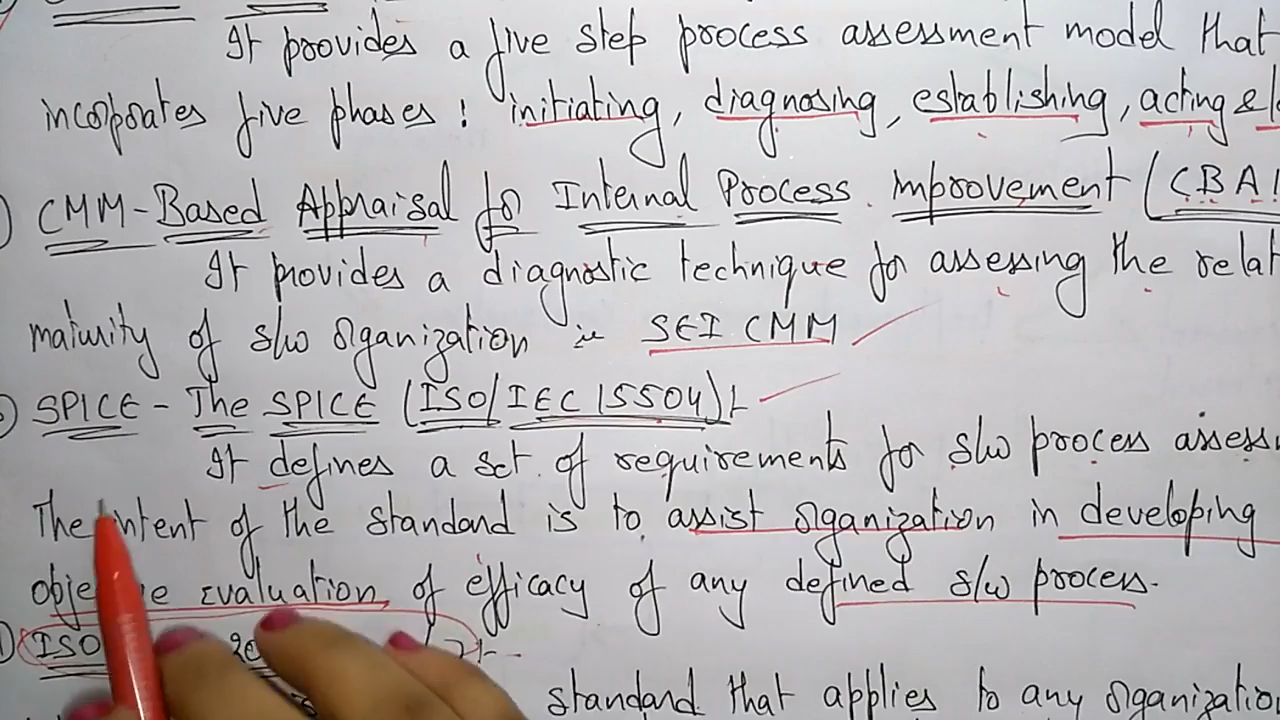 It provides a five step process assessment model that
incorporates five phases : initiating, diagnosing, establishing, acting &
CMM-Based Appraisal for Internal Process Improvement (CBAI
It provides a diagnostic technique for assessing the relat
maturity of s/w organization in SEI CMM
SPICE - The SPICE (ISO/IEC 15504) :-
It defines a set of requirements for s/w process assess
The intent of the standard is to assist organization in developing
evaluation of efficacy of any defined s/w process.
ISO
standard that applies to any organization